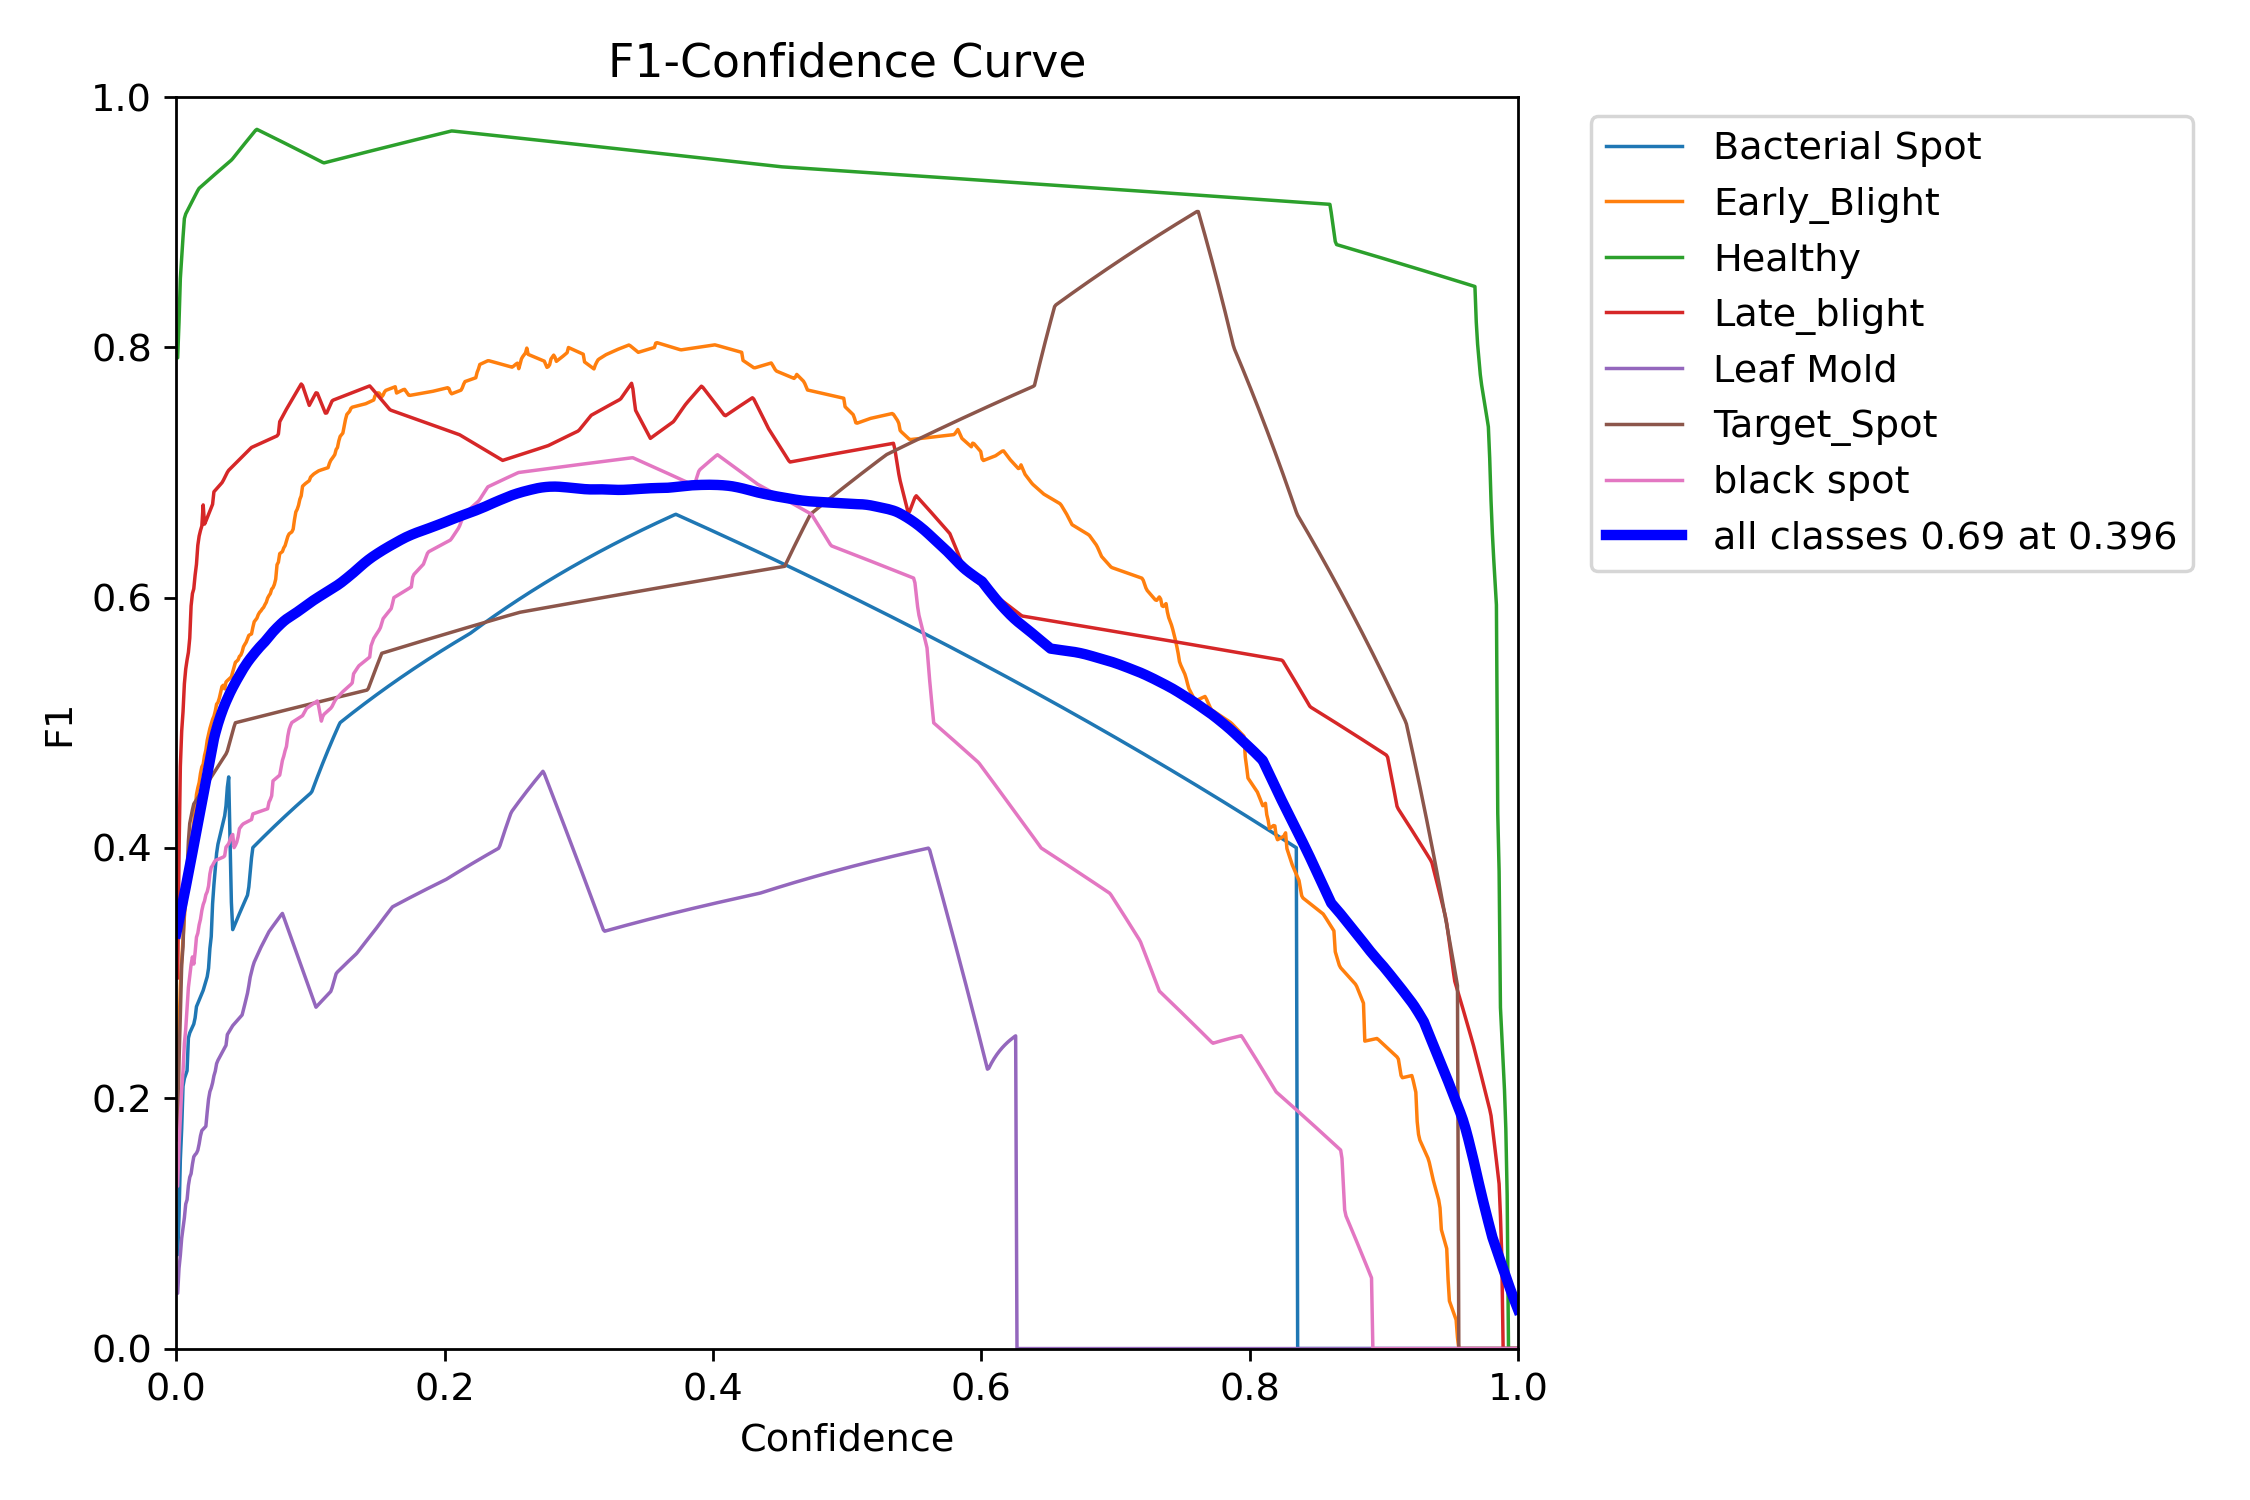 F1-Confidence Curve
1.0
0.8
0.6
0.4
0.2
0.0
F1
0.0 0.2 0.4 0.6 0.8 1.0
Confidence
Bacterial Spot
Early_Blight
Healthy
Late_blight
Leaf Mold
Target_Spot
black spot
all classes 0.69 at 0.396